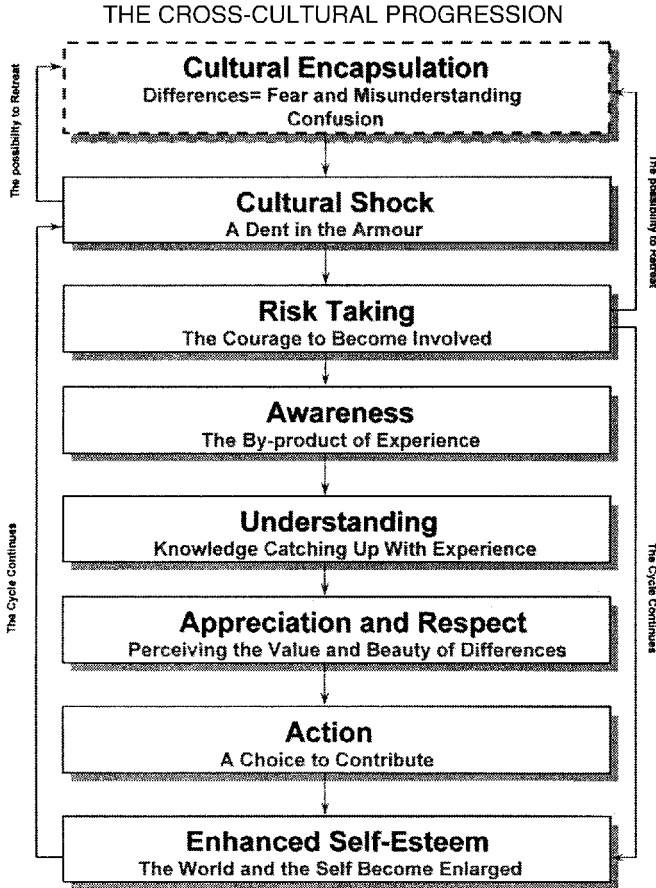 THE CROSS-CULTURAL PROGRESSION
Cultural Encapsulation
Differences= Fear and Misunderstanding
Confusion
The possibility to Retreat
The possibility to Retreat
Cultural Shock
A Dent in the Armour
Risk Taking
The Courage to Become Involved
Awareness
The By-product of Experience
Understanding
Knowledge Catching Up With Experience
The Cycle Continues
The Cycle Continues
Appreciation and Respect
Perceiving the Value and Beauty of Differences
Action
A Choice to Contribute
Enhanced Self-Esteem
The World and the Self Become Enlarged